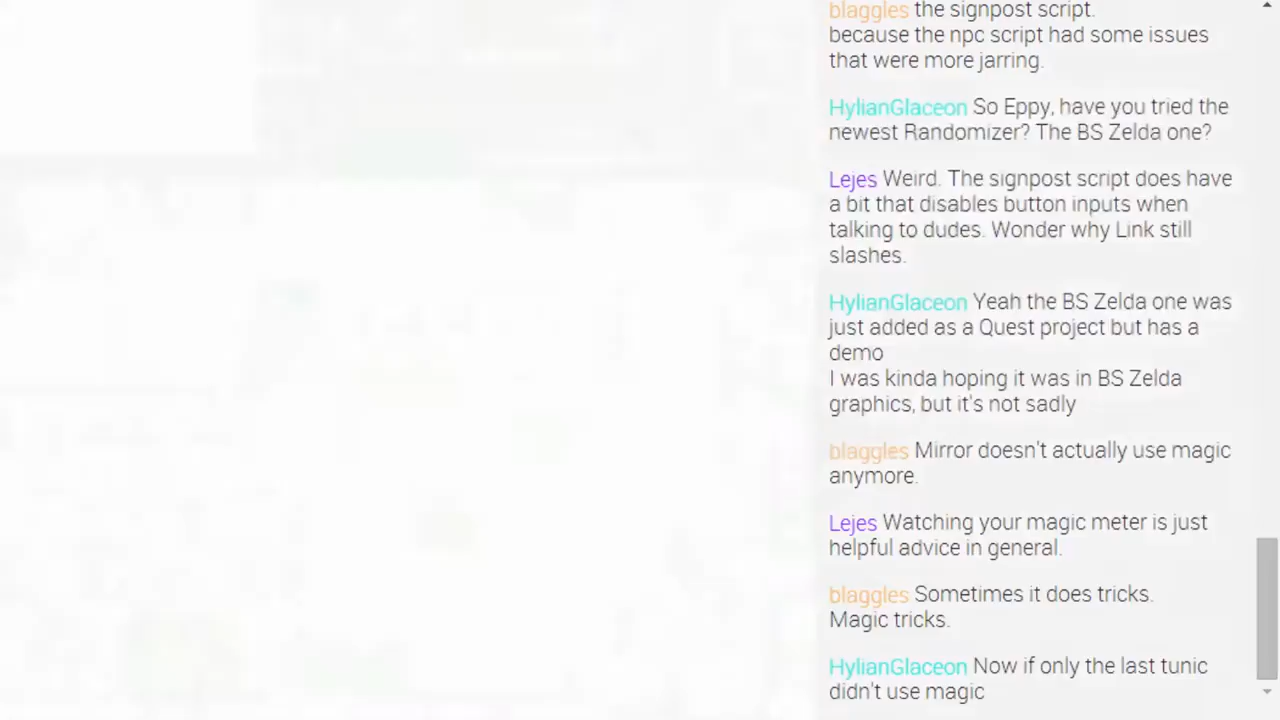 blaggles the signpost script.
because the npc script had some issues
that were more jarring.
HylianGlaceon So Eppy, have you tried the
newest Randomizer? The BS Zelda one?
Lejes Weird. The signpost script does have
a bit that disables button inputs when
talking to dudes. Wonder why Link still
slashes.
HylianGlaceon Yeah the BS Zelda one was
just added as a Quest project but has a
demo
I was kinda hoping it was in BS Zelda
graphics, but it's not sadly
blaggles Mirror doesn't actually use magic
anymore.
Lejes Watching your magic meter is just
helpful advice in general.
blaggles Sometimes it does tricks.
Magic tricks.
HylianGlaceon Now if only the last tunic
didn't use magic